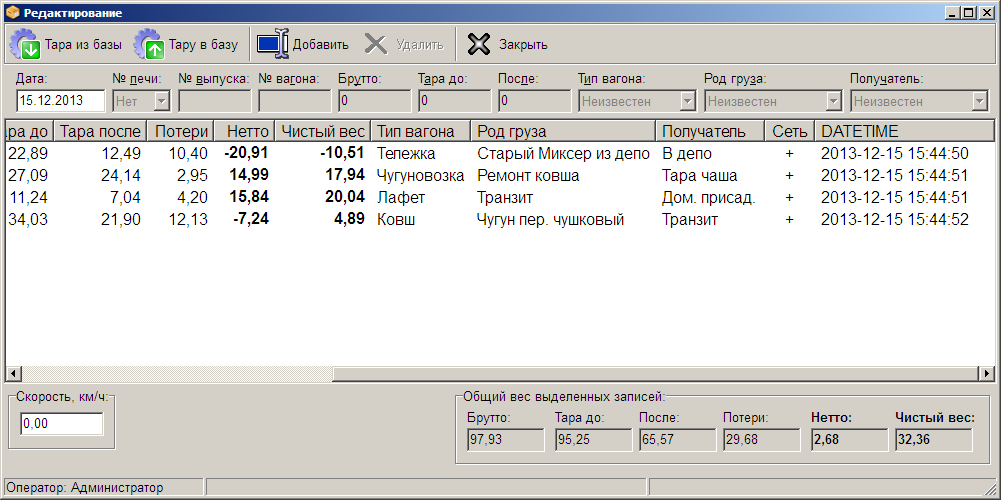 Редактирование
Тара из базы Тару в базу Добавить Удалить Закрыть
Дата: № печи: № выпуска: № вагона: Брутто: Тара до: После: Тип вагона: Род груза: Получатель:
15.12.2013 Нет 0 0 0 Неизвестен Неизвестен Неизвестен
ара до Тара после Потери Нетто Чистый вес Тип вагона Род груза Получатель Сеть DATETIME
22,89 12,49 10,40 -20,91 -10,51 Тележка Старый Миксер из депо В депо + 2013-12-15 15:44:50
27,09 24,14 2,95 14,99 17,94 Чугуновозка Ремонт ковша Тара чаша + 2013-12-15 15:44:51
11,24 7,04 4,20 15,84 20,04 Лафет Транзит Дом. присад. + 2013-12-15 15:44:51
34,03 21,90 12,13 -7,24 4,89 Ковш Чугун пер. чушковый Транзит + 2013-12-15 15:44:52
Скорость, км/ч: Общий вес выделенных записей:
Брутто: Тара до: После: Потери: Нетто: Чистый вес:
0,00 97,93 95,25 65,57 29,68 2,68 32,36
Оператор: Администратор